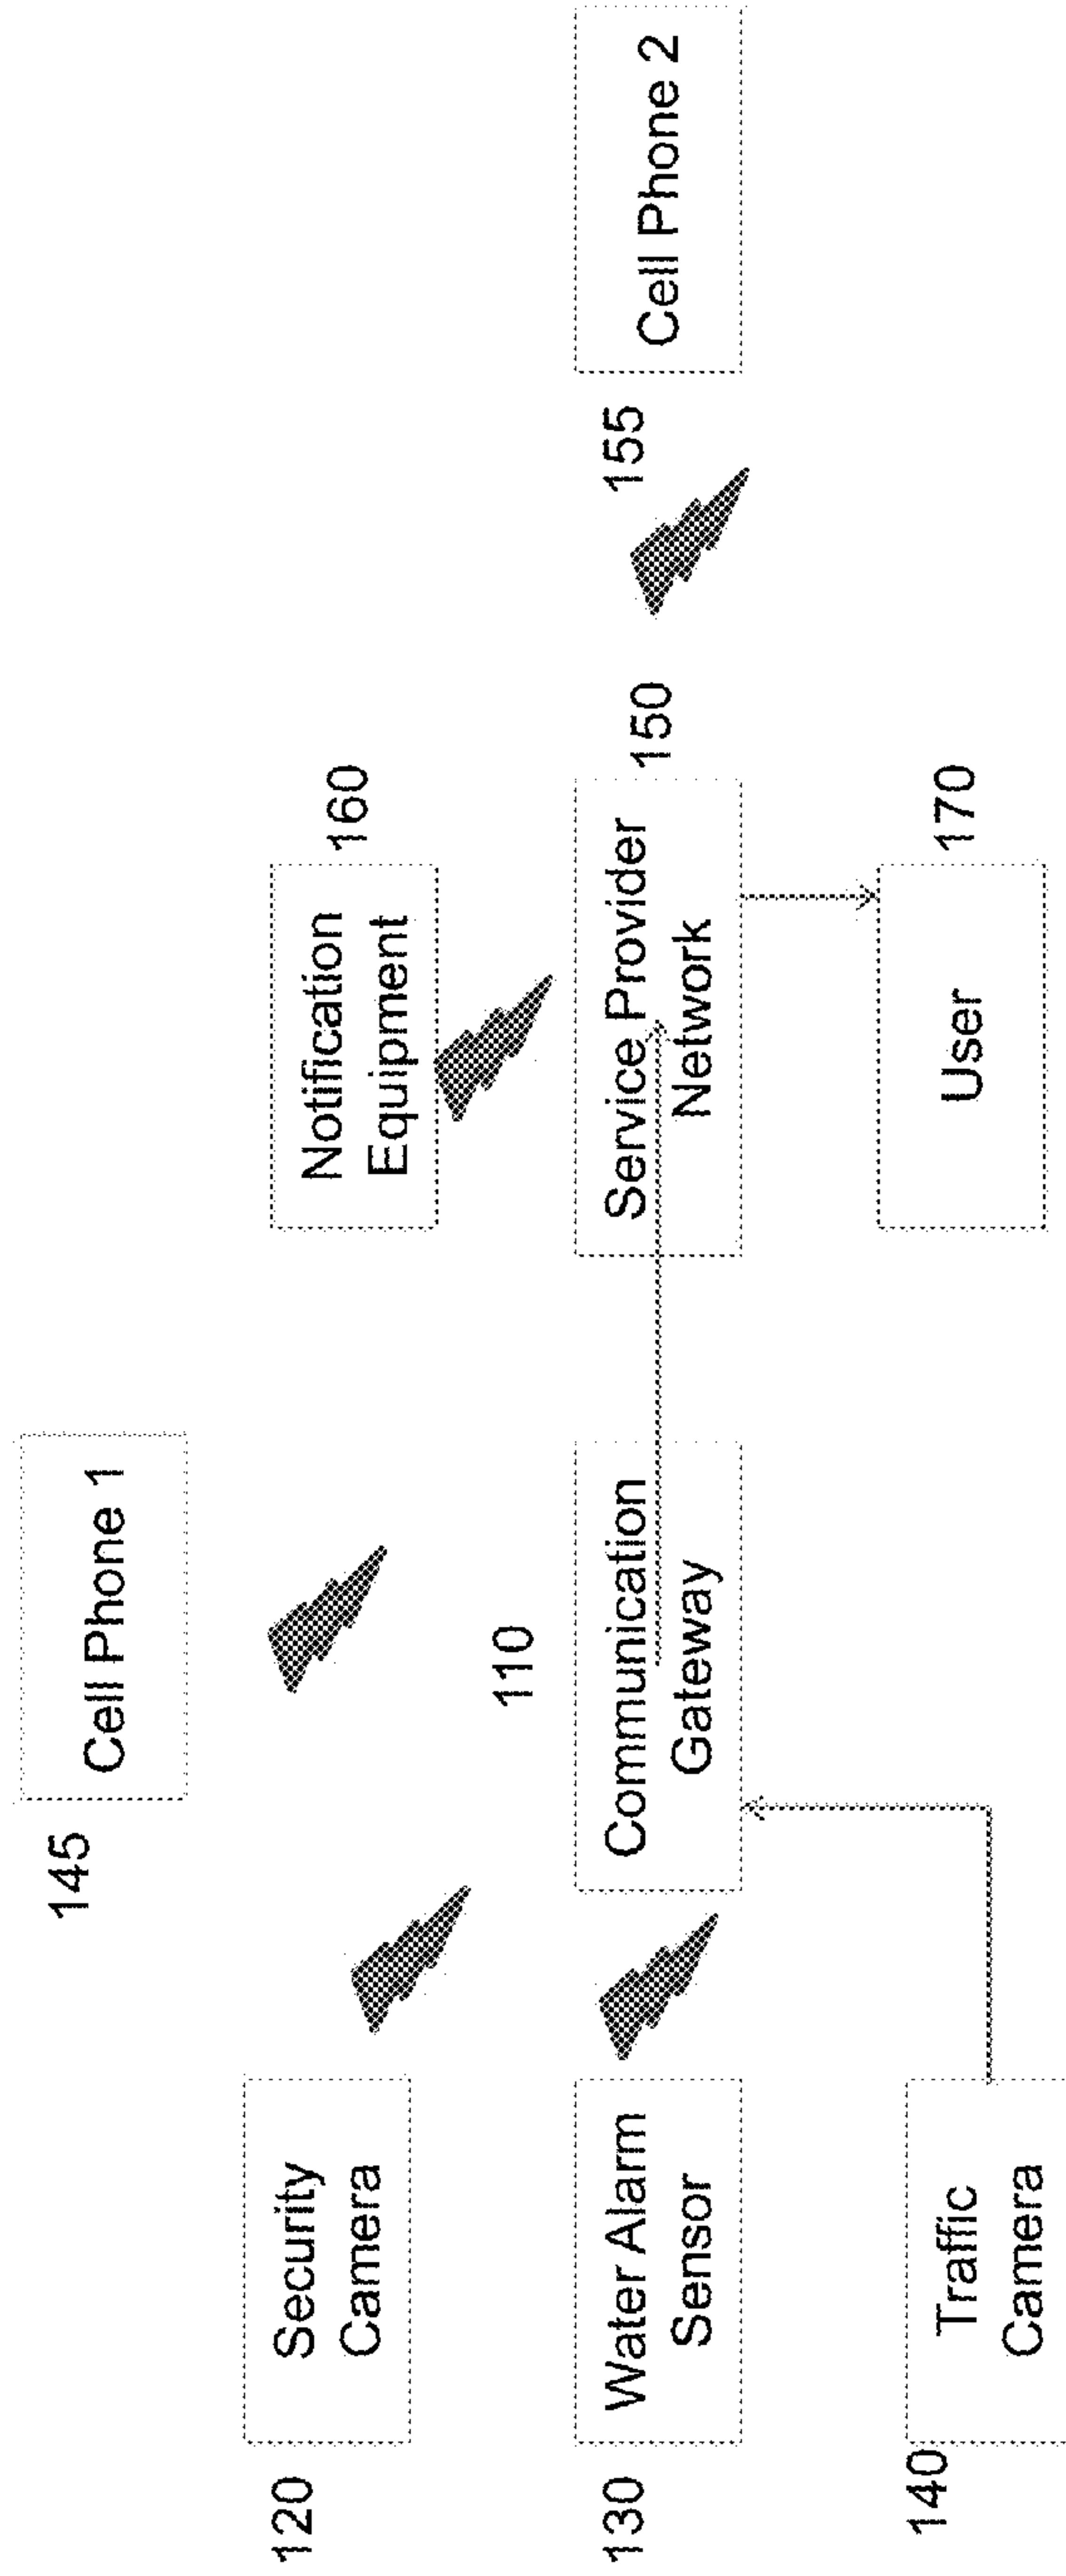 145
Cell Phone 1
120
Security
Camera
110
Notification
Equipment
160
130
Water Alarm
Sensor
Communication
Gateway
Service Provider
Network
150
155
Cell Phone 2
140
Traffic
Camera
User
170